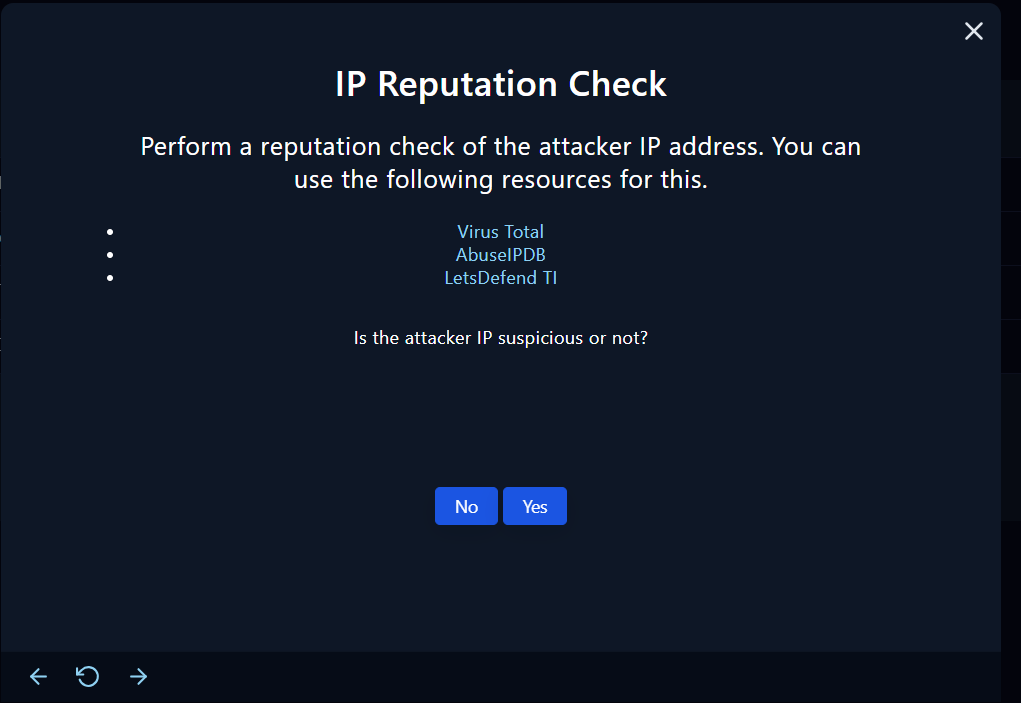 IP Reputation Check
Perform a reputation check of the attacker IP address. You can
use the following resources for this.
Virus Total
AbuseIPDB
LetsDefend TI
Is the attacker IP suspicious or not?
No Yes